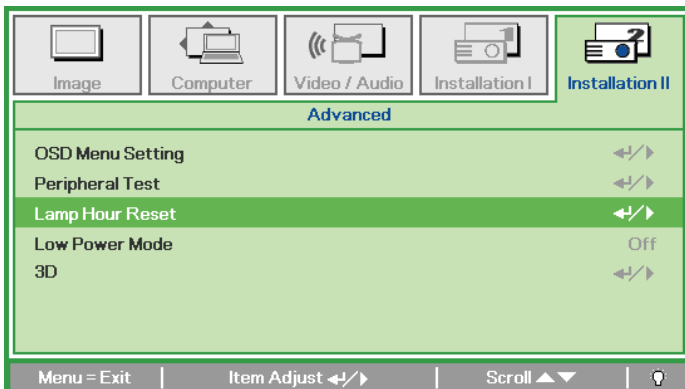 Image Computer Video / Audio Installation I Installation II
Advanced
OSD Menu Setting
Peripheral Test
Lamp Hour Reset
Low Power Mode Off
3D
Menu = Exit Item Adjust Scroll